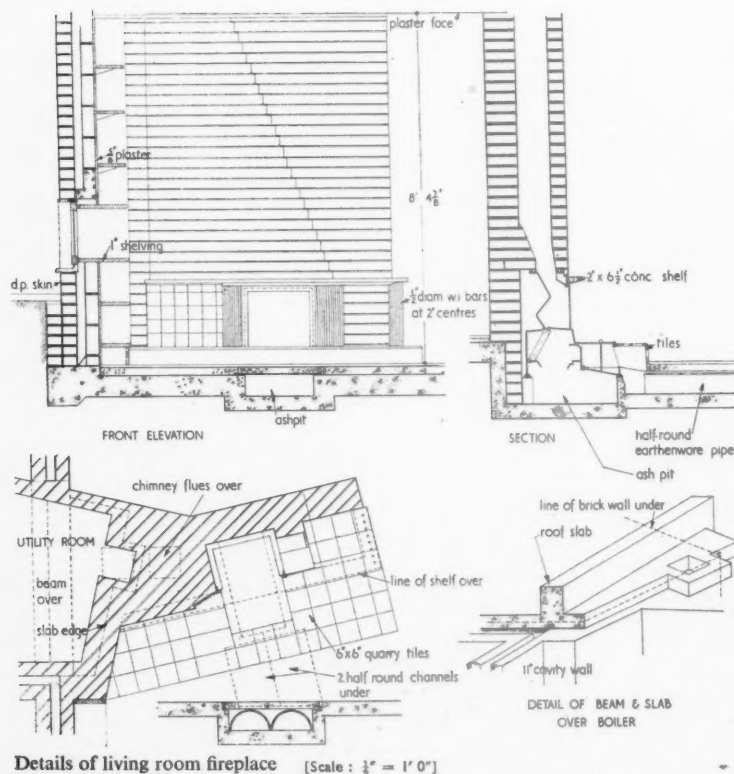 plaster face
plaster
8' 4⅞"
1" shelving
d.p. skin
½" diam w.i. bars
at 2" centres
2" x 6½" conc shelf
tiles
ashpit
FRONT ELEVATION
SECTION
half-round
earthenware pipe
ash pit
chimney flues over
line of brick wall under
UTILITY ROOM
roof slab
beam
over
line of shelf over
slab edge
6"x6" quarry tiles
2 half round channels
under
11" cavity wall
DETAIL OF BEAM & SLAB
OVER BOILER
Details of living room fireplace [Scale : ⅙" = 1' 0"]